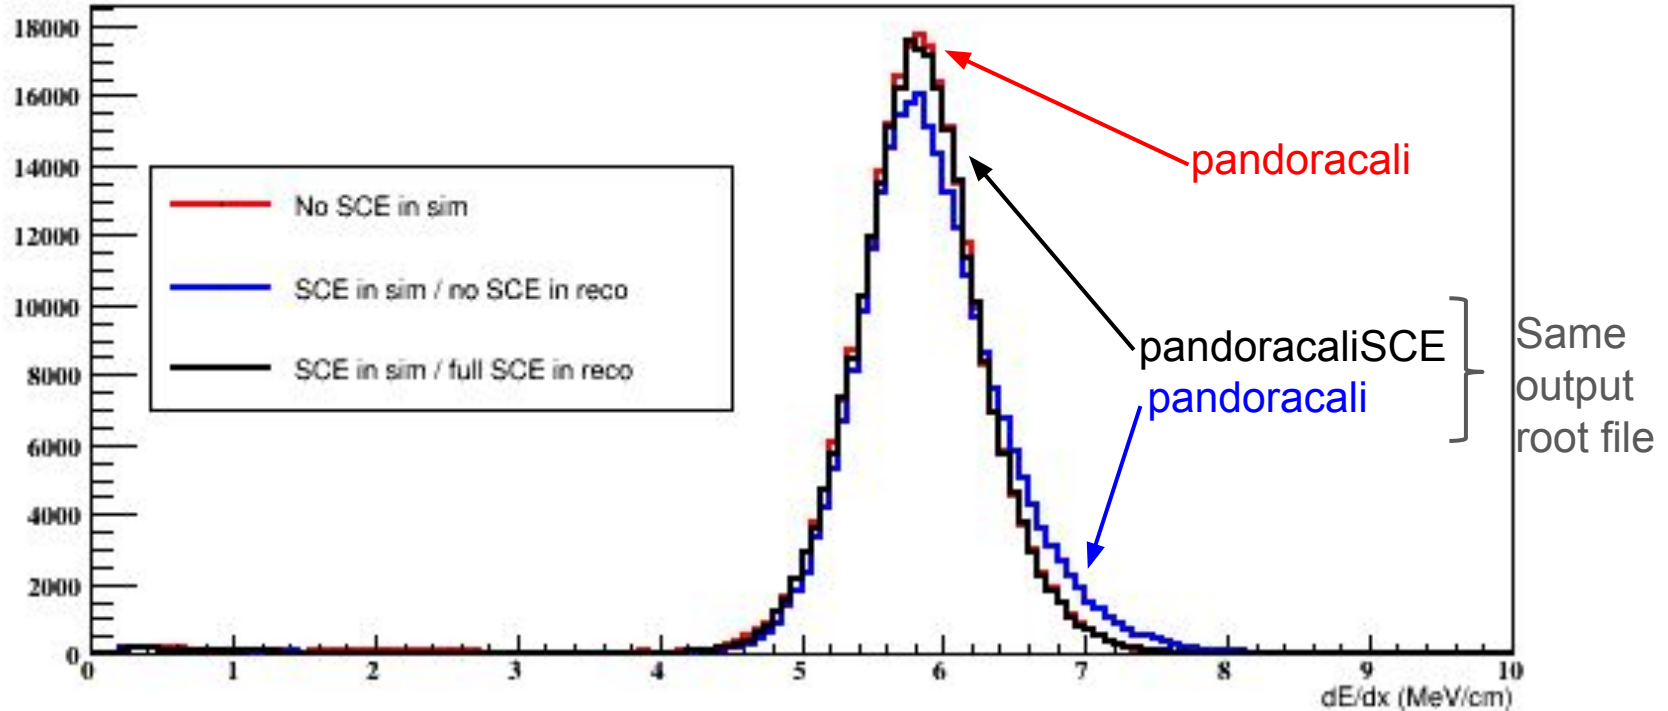 18000
16000
14000
12000
10000
8000
6000
4000
2000
0
No SCE in sim
SCE in sim / no SCE in reco
SCE in sim / full SCE in reco
pandoracali
pandoracaliSCE
pandoracali
Same
output
root file
0 1 2 3 4 5 6 7 8 9 10
dE/dx (MeV/cm)